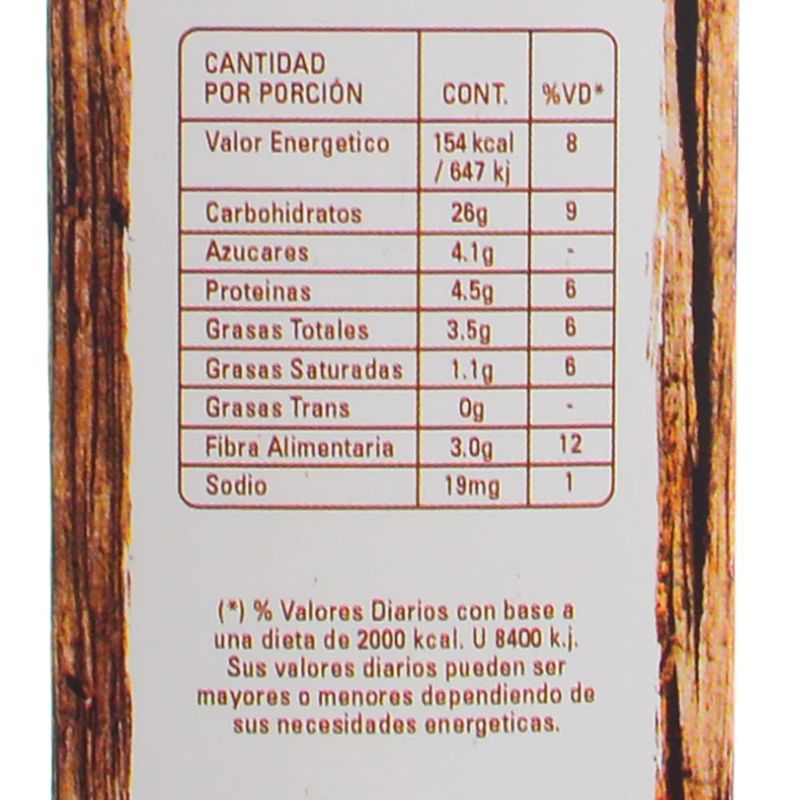 CANTIDAD
POR PORCIÓN CONT. %VD*
Valor Energetico 154 kcal 8
/ 647 kj
Carbohidratos 26g 9
Azucares 4.1g -
Proteinas 4.5g 6
Grasas Totales 3.5g 6
Grasas Saturadas 1.1g 6
Grasas Trans 0g -
Fibra Alimentaria 3.0g 12
Sodio 19mg 1
(*) % Valores Diarios con base a
una dieta de 2000 kcal. U 8400 k.j.
Sus valores diarios pueden ser
mayores o menores dependiendo de
sus necesidades energeticas.